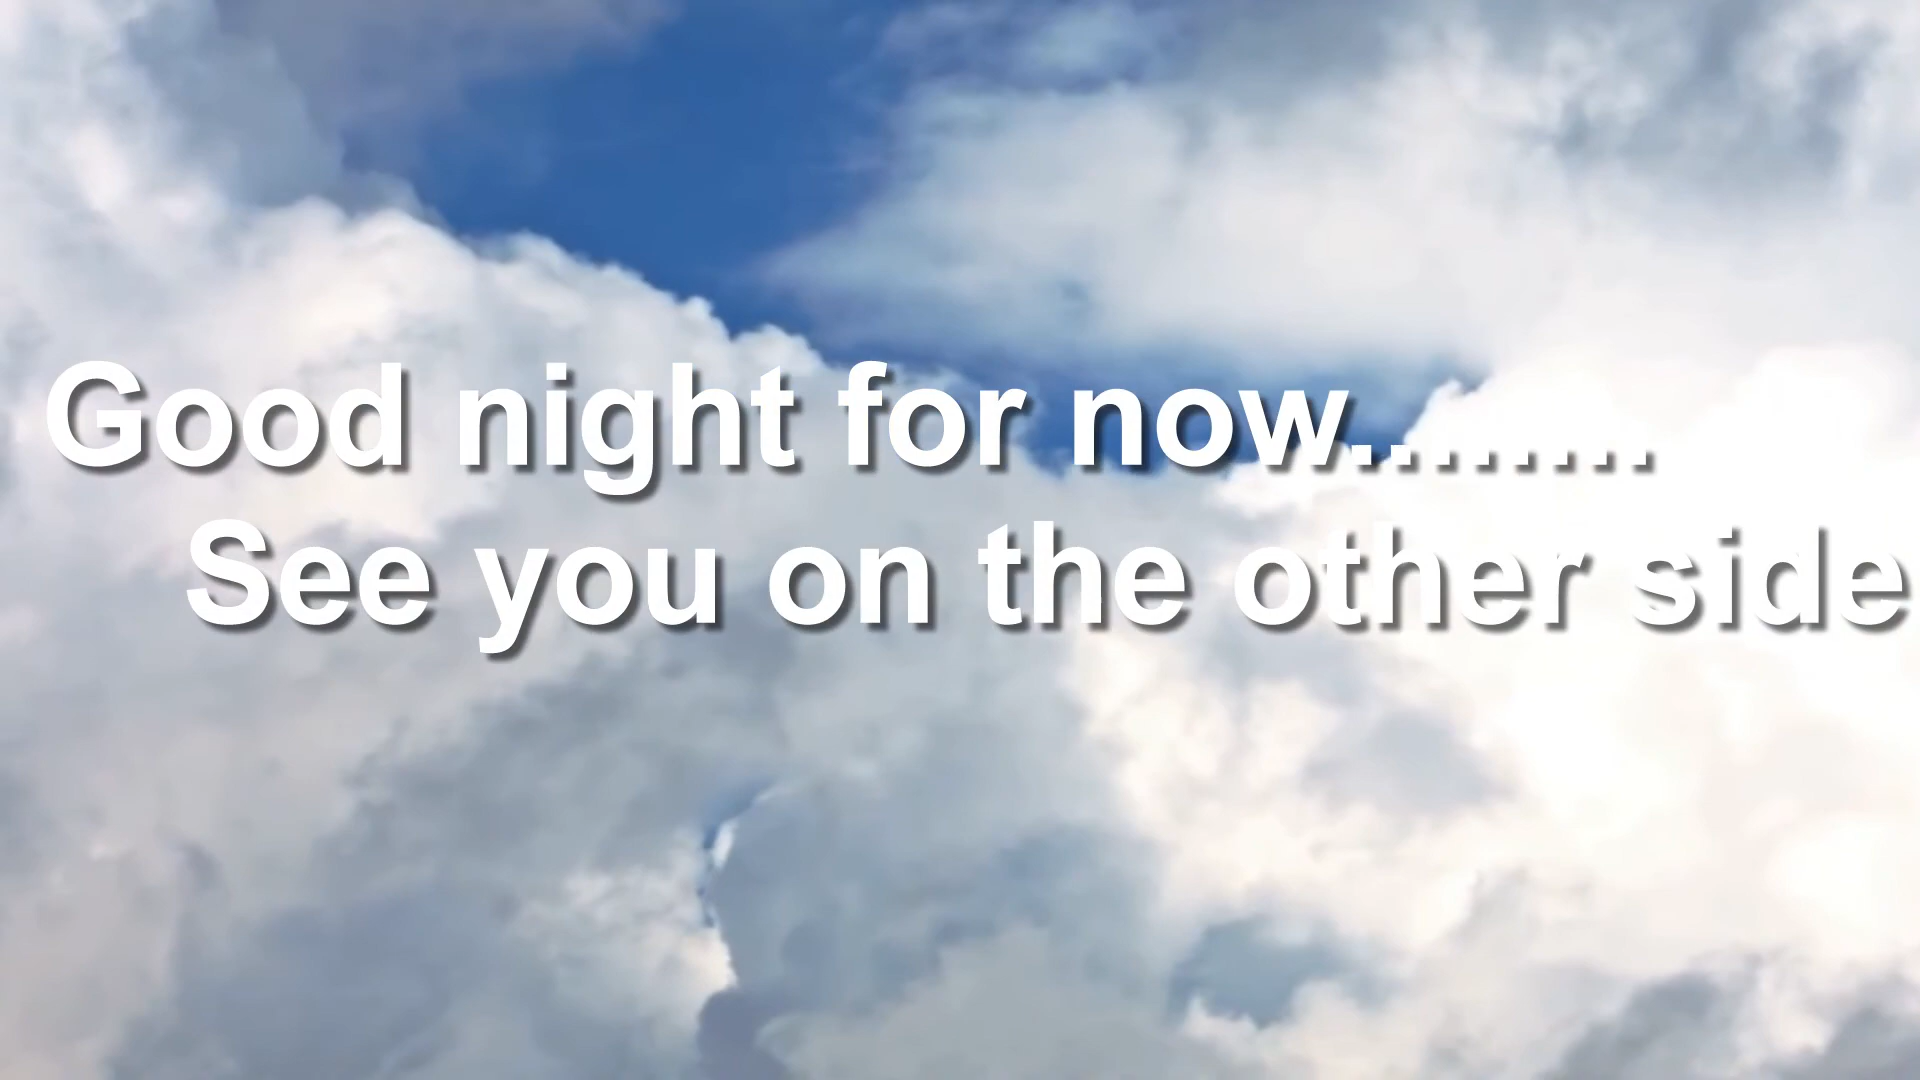 Good night for now.........
See you on the other side